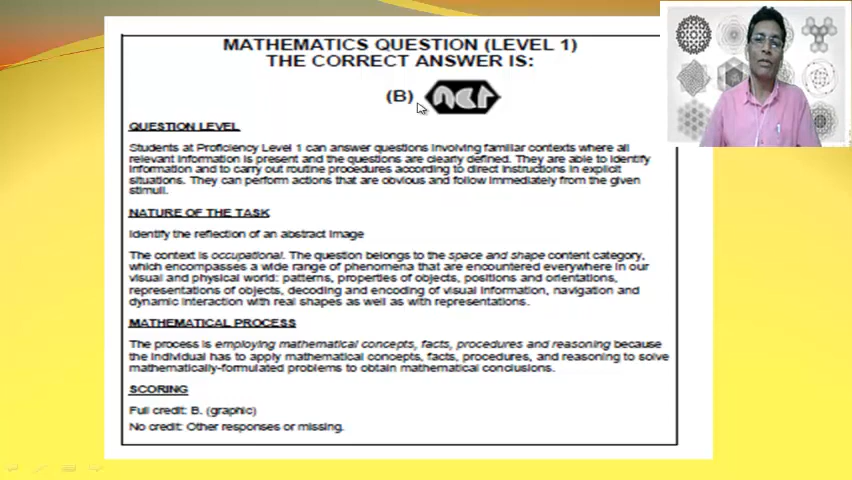 MATHEMATICS QUESTION (LEVEL 1)
THE CORRECT ANSWER IS:
(B)
QUESTION LEVEL
Students at Proficiency Level 1 can answer questions involving familiar contexts where all
relevant information is present and the questions are clearly defined. They are able to identify
information and to carry out routine procedures according to direct instructions in explicit
situations. They can perform actions that are obvious and follow immediately from the given
stimuli.
NATURE OF THE TASK
Identify the reflection of an abstract image
The context is occupational. The question belongs to the space and shape content category,
which encompasses a wide range of phenomena that are encountered everywhere in our
visual and physical world: patterns, properties of objects, positions and orientations,
representations of objects, decoding and encoding of visual information, navigation and
dynamic interaction with real shapes as well as with representations.
MATHEMATICAL PROCESS
The process is employing mathematical concepts, facts, procedures and reasoning because
the individual has to apply mathematical concepts, facts, procedures, and reasoning to solve
mathematically-formulated problems to obtain mathematical conclusions.
SCORING
Full credit: B. (graphic)
No credit: Other responses or missing.